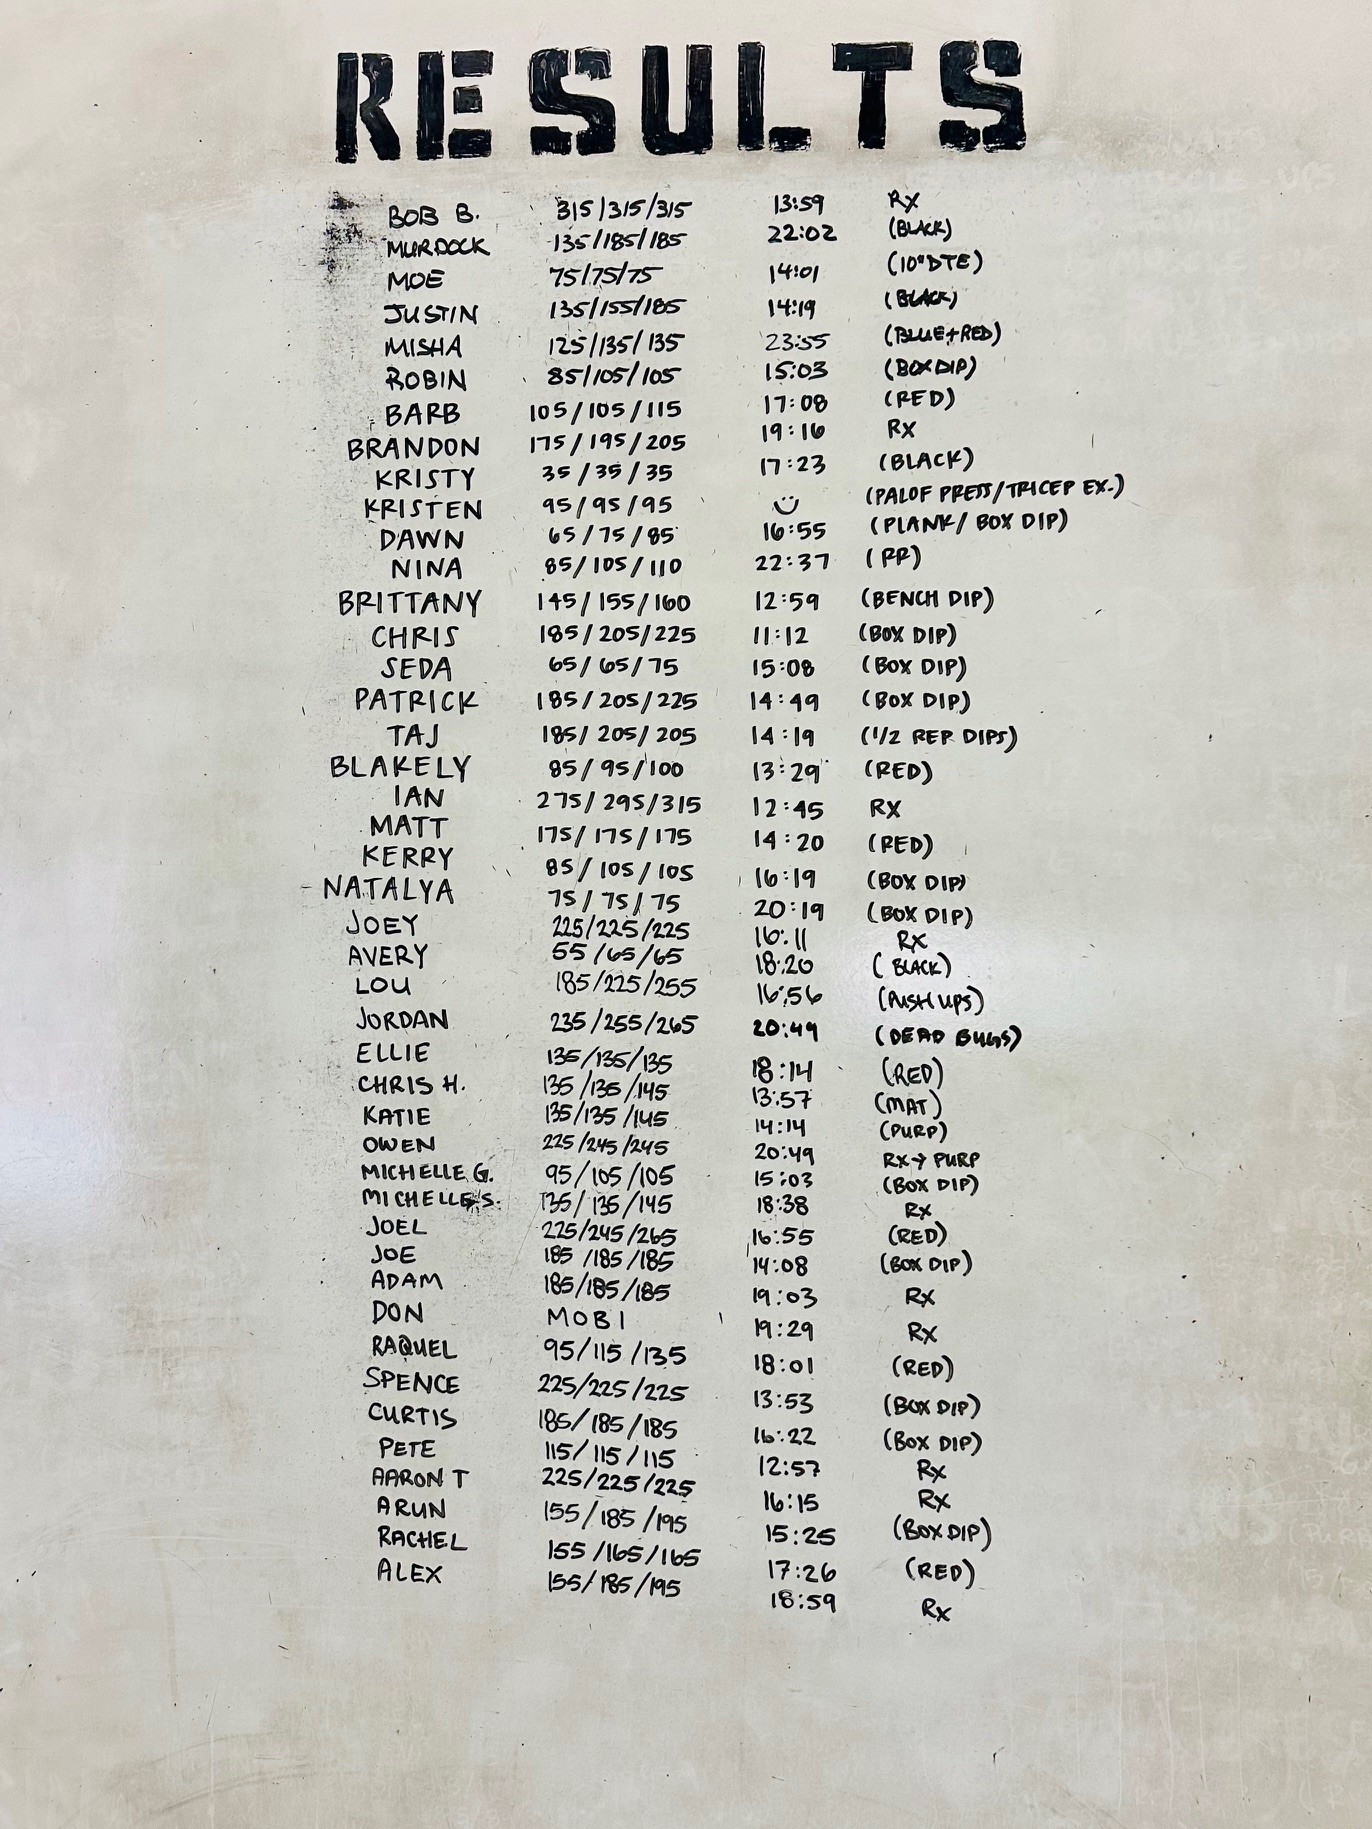 RESULTS
BOB B. 315/315/315 13:59 RX
MURDOCK 135/185/185 22:02 (BLACK)
MOE 75/75/75 14:01 (10" DTE)
JUSTIN 135/155/185 14:19 (BLACK)
MISHA 125/135/135 23:55 (BLUE+RED)
ROBIN 85/105/105 15:03 (BOX DIP)
BARB 105/105/115 17:08 (RED)
BRANDON 175/195/205 19:16 RX
KRISTY 35/35/35 17:23 (BLACK)
KRISTEN 95/95/95 (PALOF PRESS/TRICEP EX.)
DAWN 65/75/85 16:55 (PLANK/BOX DIP)
NINA 85/105/110 22:37 (RR)
BRITTANY 145/155/160 12:59 (BENCH DIP)
CHRIS 185/205/225 11:12 (BOX DIP)
SEDA 65/65/75 15:08 (BOX DIP)
PATRICK 185/205/225 14:49 (BOX DIP)
TAJ 185/205/205 14:19 (1/2 REP DIPS)
BLAKELY 85/95/100 13:29 (RED)
IAN 275/295/315 12:45 RX
MATT 175/175/175 14:20 (RED)
KERRY 85/105/105 16:19 (BOX DIP)
NATALYA 75/75/75 20:19 (BOX DIP)
JOEY 225/225/225 16:11 RX
AVERY 55/65/65 18:20 (BLACK)
LOU 185/225/255 16:56 (PUSH UPS)
JORDAN 235/255/265 20:49 (DEAD BUGS)
ELLIE 135/135/135 18:14 (RED)
CHRIS H. 135/135/145 13:57 (MAT)
KATIE 135/135/145 14:14 (PURP)
OWEN 225/245/245 20:49 RX→PURP
MICHELLE G. 95/105/105 15:03 (BOX DIP)
MICHELLE S. 135/135/145 18:38 RX
JOEL 225/245/265 16:55 (RED)
JOE 185/185/185 14:08 (BOX DIP)
ADAM 185/185/185 19:03 RX
DON MOBI 19:29 RX
RAQUEL 95/115/135 18:01 (RED)
SPENCE 225/225/225 13:53 (BOX DIP)
CURTIS 185/185/185 16:22 (BOX DIP)
PETE 115/115/115 12:57 RX
AARON T 225/225/225 16:15 RX
ARUN 155/185/195 15:25 (BOX DIP)
RACHEL 155/165/165 17:26 (RED)
ALEX 155/185/195 18:59 RX